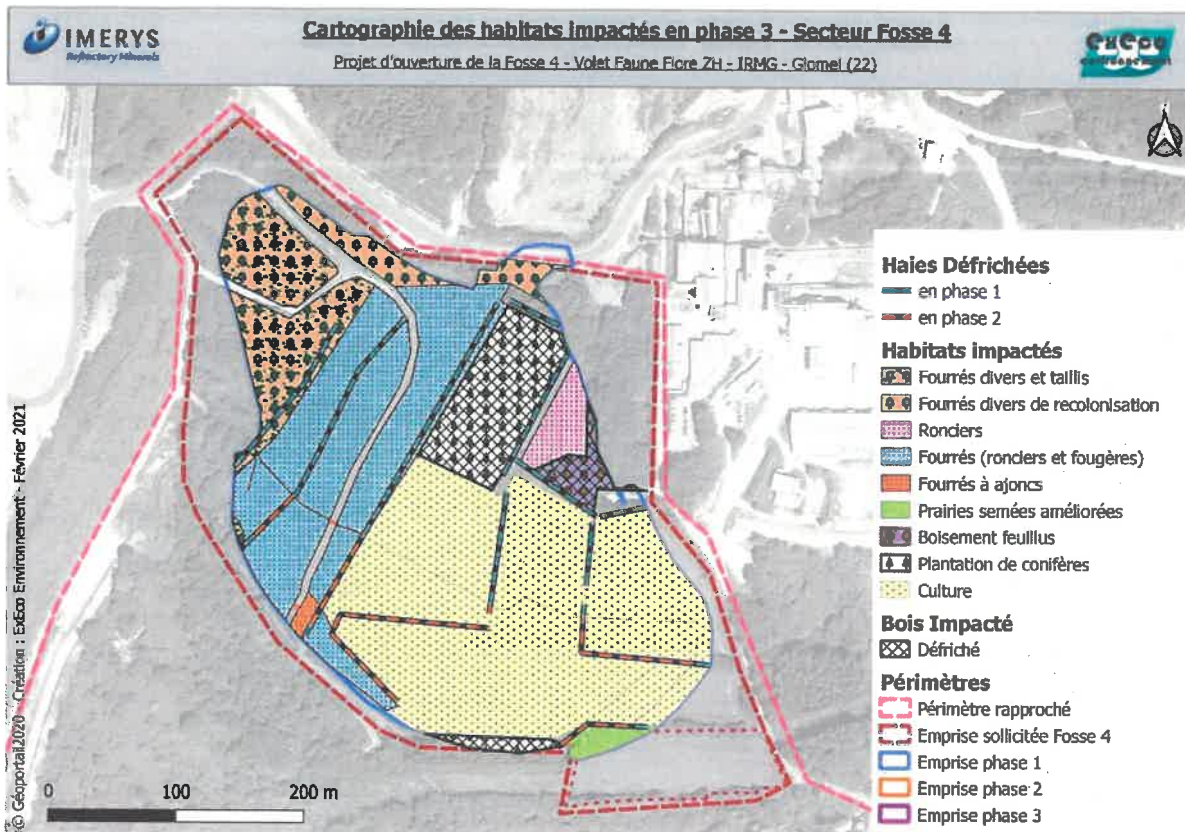 IMERYS
Refractory Minerals
Cartographie des habitats impactés en phase 3 - Secteur Fosse 4
Projet d'ouverture de la Fosse 4 - Volet Faune Flore ZH - IRMG - Glomel (22)
ExEco
environnement
Haies Défrichées
en phase 1
en phase 2
Habitats impactés
Fourrés divers et taillis
Fourrés divers de recolonisation
Ronciers
Fourrés (ronciers et fougères)
Fourrés à ajoncs
Prairies semées améliorées
Boisement feuillus
Plantation de conifères
Culture
Bois Impacté
Défriché
Périmètres
Périmètre rapproché
Emprise sollicitée Fosse 4
Emprise phase 1
Emprise phase 2
Emprise phase 3
© Géoportail2020 - Création : ExEco Environnement - Février 2021
0 100 200 m